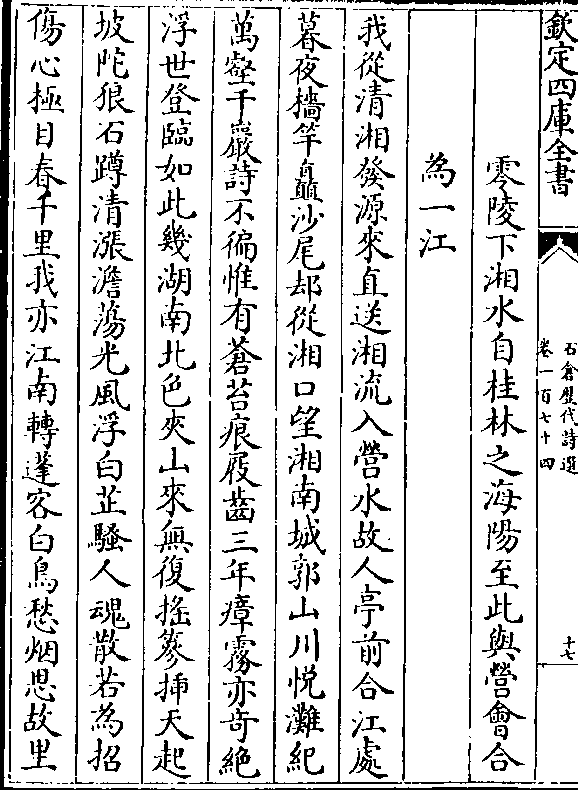 欽定四庫全書
石倉歷代詩選
卷一百七十四
十七
零陵下湘水自桂林之海陽至此與營會合
為一江
我從清湘發源來直送湘流入營水故人亭前合江處
暮夜檣竿矗沙尾却從湘口望湘南城郭山川悦灘紀
萬壑千巖詩不徧惟有蒼苔痕屐齒三年瘴霧亦竒絶
浮世登臨如此幾湖南北色夾山來無復搖篸揷天起
坡陀狼石蹲清漲澹蕩光風浮白芷騷人魂散若為招
傷心極目春千里我亦江南轉蓬客白鳥愁烟思故里